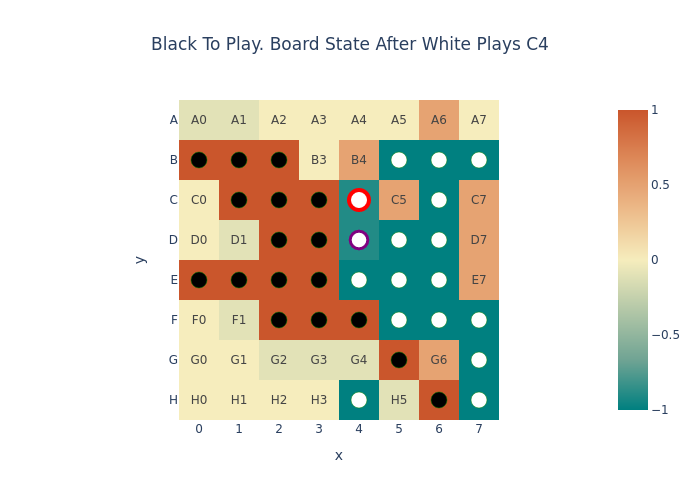 Black To Play. Board State After White Plays C4
A A0 A1 A2 A3 A4 A5 A6 A7
B B3 B4
C C0 C5 C7
D D0 D1 D7
E E7
F F0 F1
G G0 G1 G2 G3 G4 G6
H H0 H1 H2 H3 H5
0 1 2 3 4 5 6 7
x
y
1
0.5
0
−0.5
−1